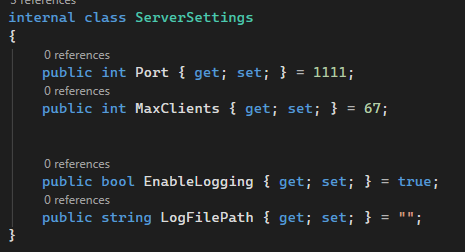 internal class ServerSettings
{
0 references
public int Port { get; set; } = 1111;
0 references
public int MaxClients { get; set; } = 67;
0 references
public bool EnableLogging { get; set; } = true;
0 references
public string LogFilePath { get; set; } = "";
}